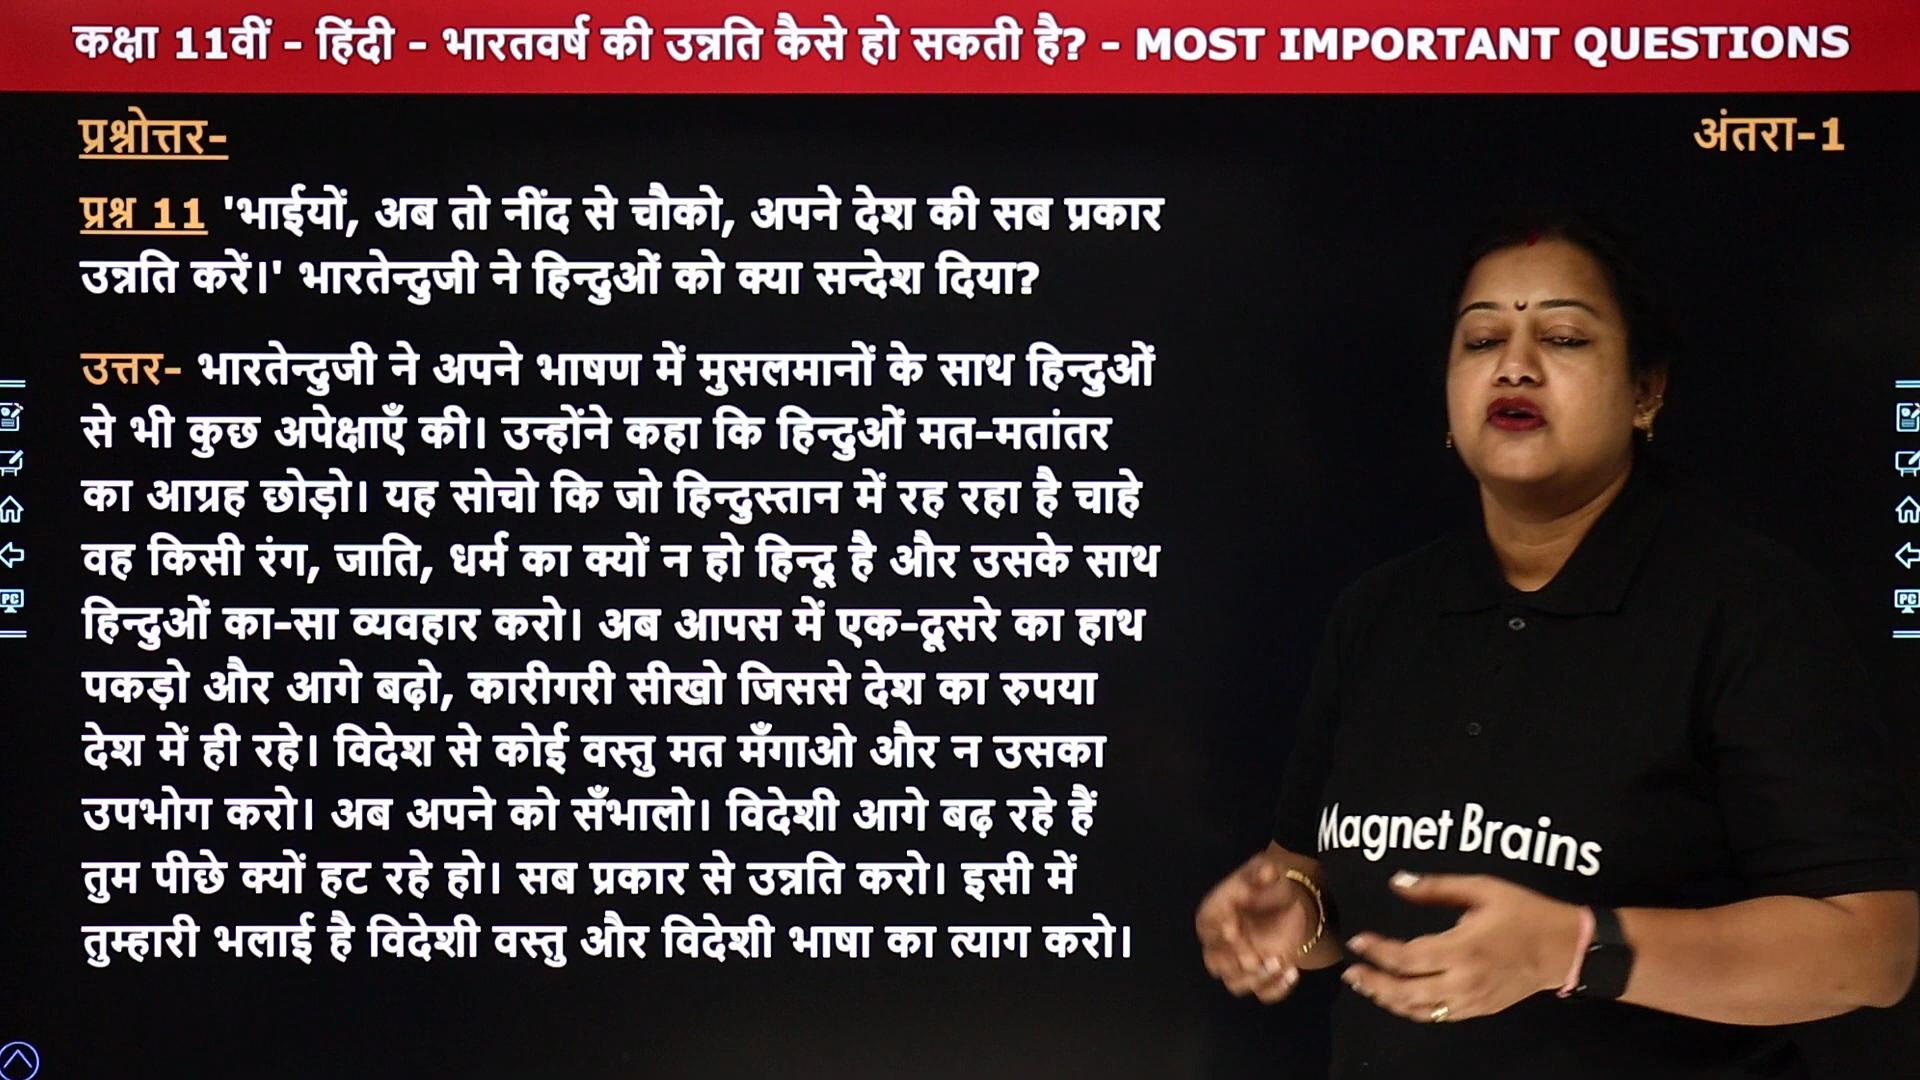 कक्षा 11वीं - हिंदी - भारतवर्ष की उन्नति कैसे हो सकती है? - MOST IMPORTANT QUESTIONS
प्रश्नोत्तर-
अंतरा-1
प्रश्न 11 'भाईयों, अब तो नींद से चौको, अपने देश की सब प्रकार
उन्नति करें।' भारतेन्दुजी ने हिन्दुओं को क्या सन्देश दिया?
उत्तर- भारतेन्दुजी ने अपने भाषण में मुसलमानों के साथ हिन्दुओं
से भी कुछ अपेक्षाएँ की। उन्होंने कहा कि हिन्दुओं मत-मतांतर
का आग्रह छोड़ो। यह सोचो कि जो हिन्दुस्तान में रह रहा है चाहे
वह किसी रंग, जाति, धर्म का क्यों न हो हिन्दू है और उसके साथ
हिन्दुओं का-सा व्यवहार करो। अब आपस में एक-दूसरे का हाथ
पकड़ो और आगे बढ़ो, कारीगरी सीखो जिससे देश का रुपया
देश में ही रहे। विदेश से कोई वस्तु मत मँगाओ और न उसका
उपभोग करो। अब अपने को सँभालो। विदेशी आगे बढ़ रहे हैं
तुम पीछे क्यों हट रहे हो। सब प्रकार से उन्नति करो। इसी में
तुम्हारी भलाई है विदेशी वस्तु और विदेशी भाषा का त्याग करो।
Magnet Brains
PC
PC